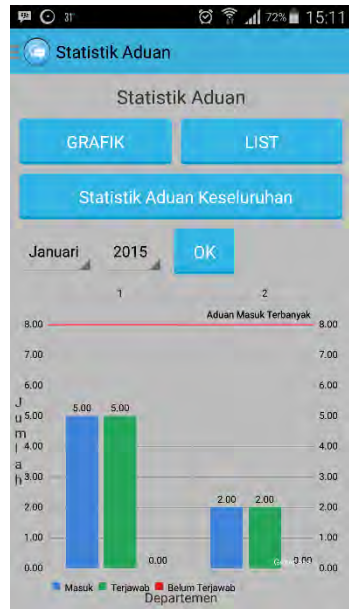 31° 72% 15:11
Statistik Aduan
Statistik Aduan
GRAFIK LIST
Statistik Aduan Keseluruhan
Januari 2015 OK
1 2
Aduan Masuk Terbanyak
8.00 8.00
7.00 7.00
6.00 6.00
5.00 5.00 5.00 5.00
4.00 4.00
3.00 3.00
2.00 2.00 2.00 2.00
1.00 1.00
0.00 0.00 0.00 0.00
Jumlah
Masuk Terjawab Belum Terjawab
Departemen